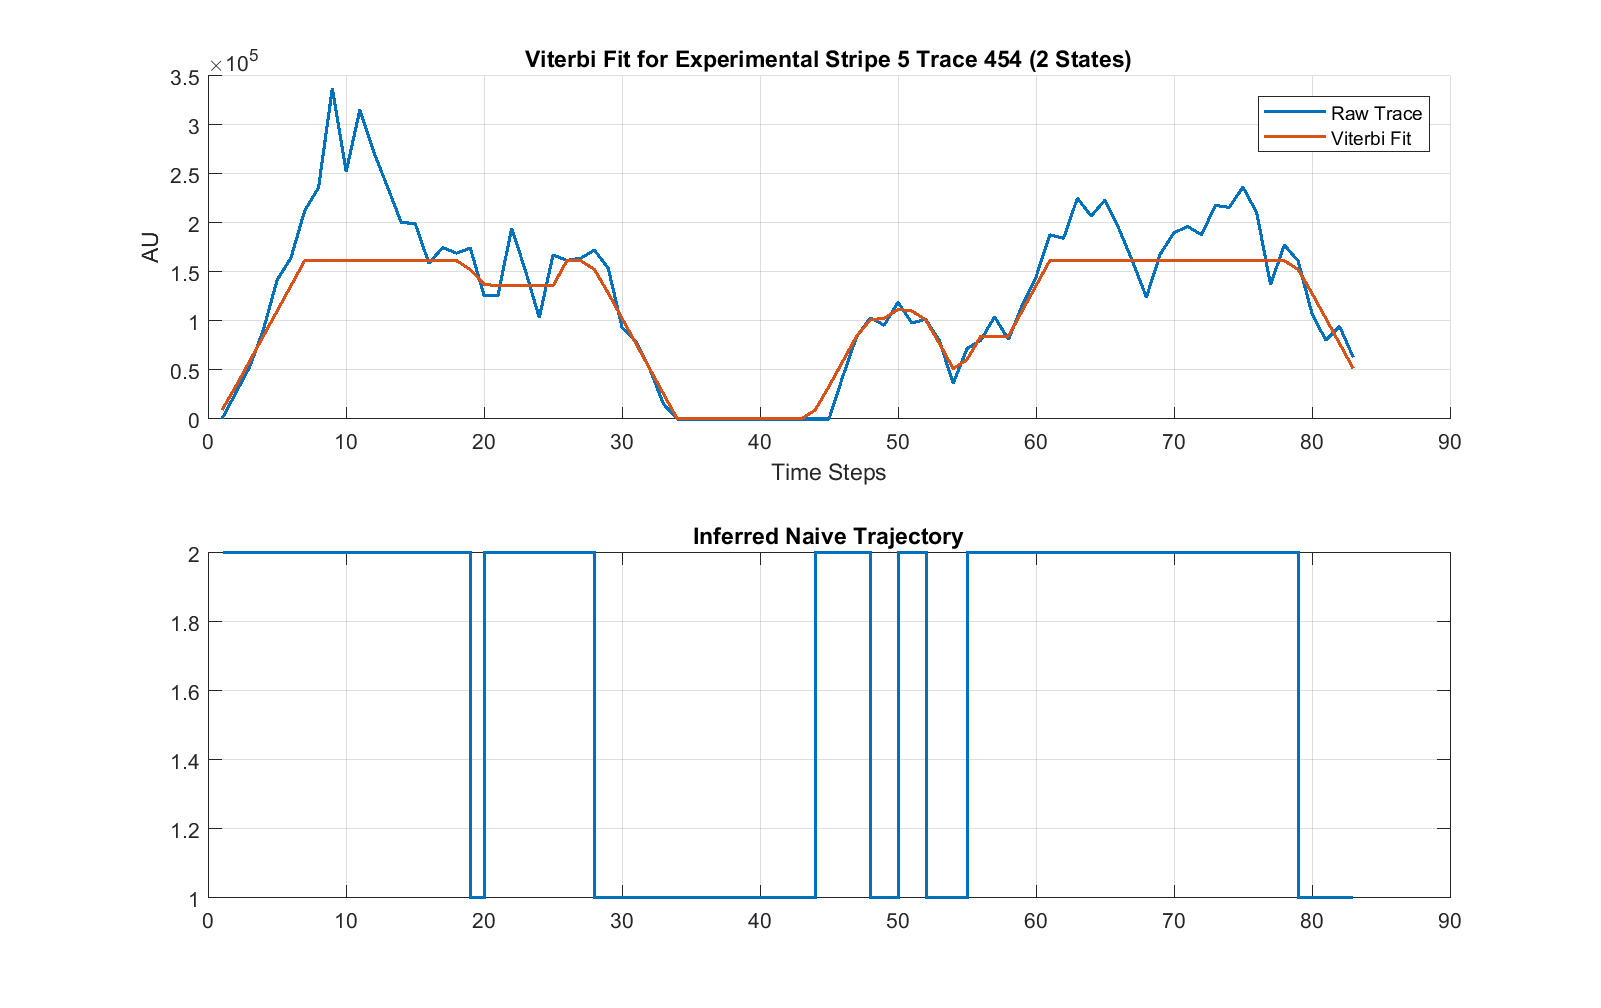 Viterbi Fit for Experimental Stripe 5 Trace 454 (2 States)
×10^5
3.5
3
2.5
2
1.5
1
0.5
0
AU
Raw Trace
Viterbi Fit
0 10 20 30 40 50 60 70 80 90
Time Steps
Inferred Naive Trajectory
2
1.8
1.6
1.4
1.2
1
0 10 20 30 40 50 60 70 80 90